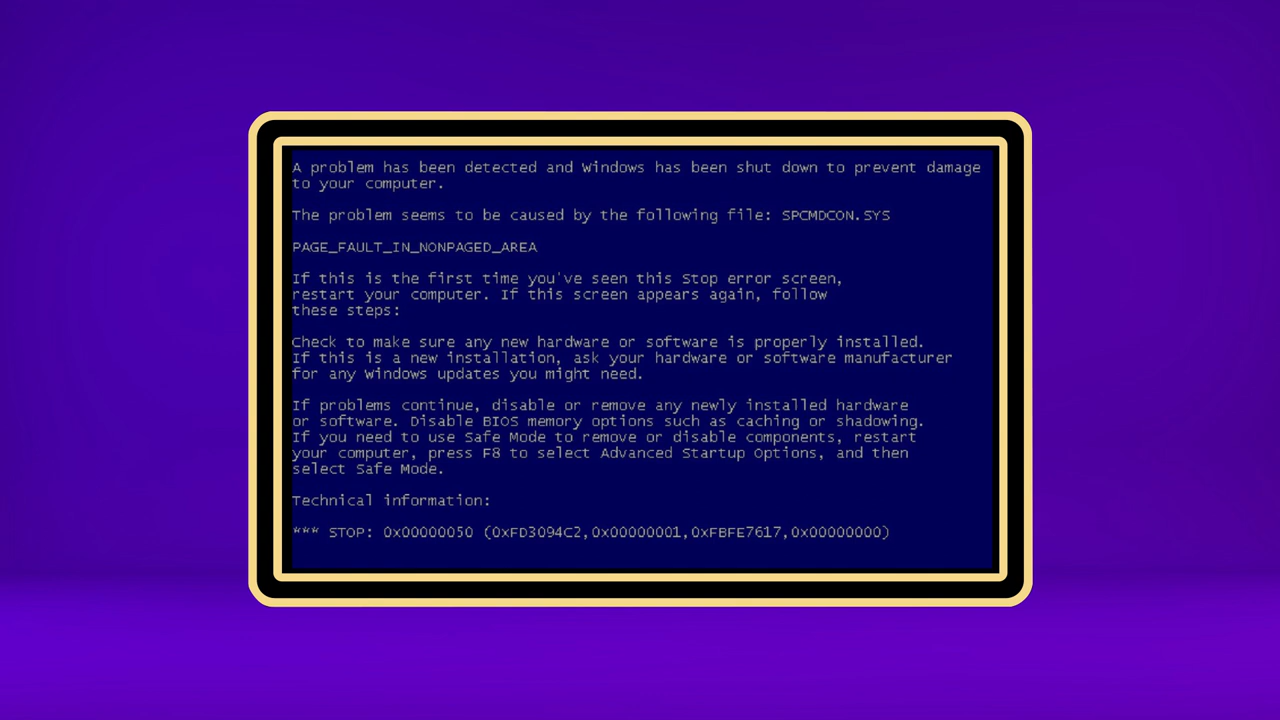 A problem has been detected and Windows has been shut down to prevent damage
to your computer.
The problem seems to be caused by the following file: SPCMDCON.SYS
PAGE_FAULT_IN_NONPAGED_AREA
If this is the first time you've seen this Stop error screen,
restart your computer. If this screen appears again, follow
these steps:
Check to make sure any new hardware or software is properly installed.
If this is a new installation, ask your hardware or software manufacturer
for any Windows updates you might need.
If problems continue, disable or remove any newly installed hardware
or software. Disable BIOS memory options such as caching or shadowing.
If you need to use Safe Mode to remove or disable components, restart
your computer, press F8 to select Advanced Startup Options, and then
select Safe Mode.
Technical information:
*** STOP: 0x00000050 (0xFD3094C2,0x00000001,0xFBFE7617,0x00000000)